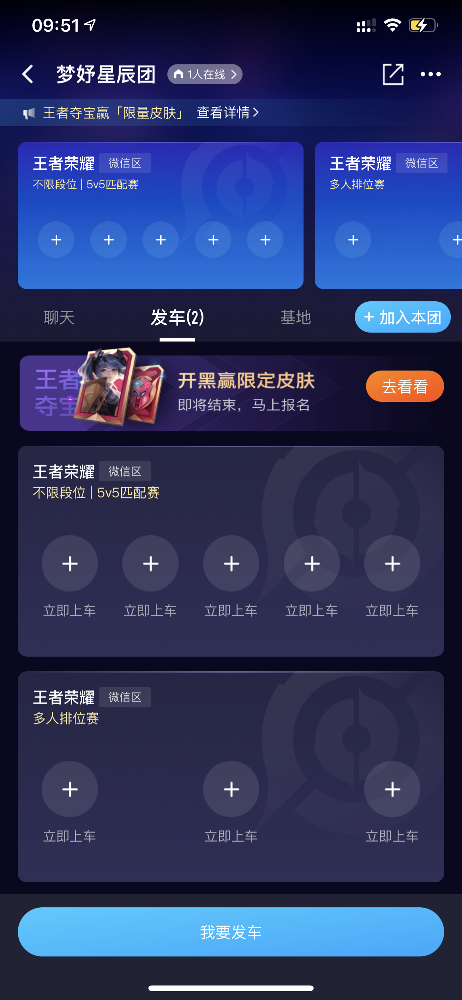 09:51
梦妤星辰团 1人在线
王者夺宝赢「限量皮肤」 查看详情
王者荣耀 微信区
不限段位 | 5v5匹配赛
王者荣耀 微信区
多人排位赛
聊天 发车(2) 基地 + 加入本团
王者
夺宝
开黑赢限定皮肤
即将结束，马上报名
去看看
王者荣耀 微信区
不限段位 | 5v5匹配赛
立即上车 立即上车 立即上车 立即上车 立即上车
王者荣耀 微信区
多人排位赛
立即上车 立即上车 立即上车
我要发车